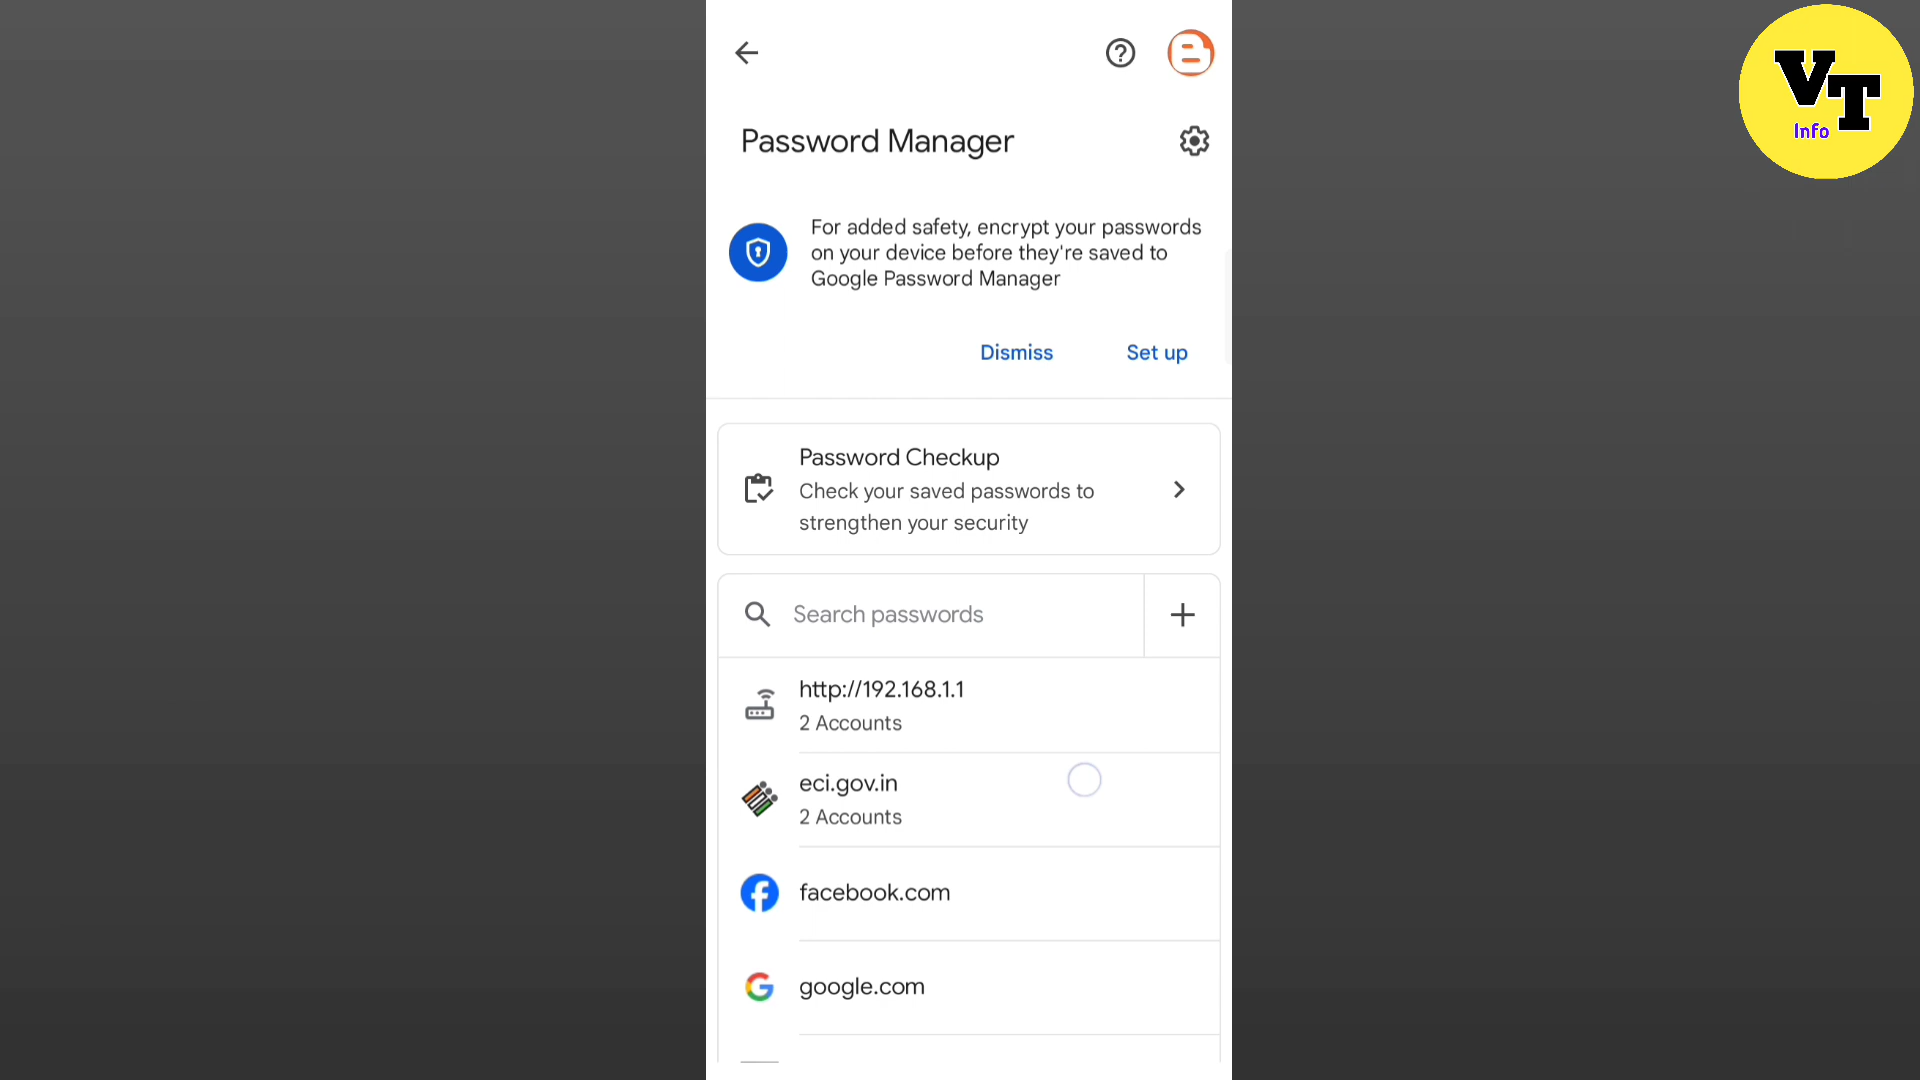 VT
Info
Password Manager
For added safety, encrypt your passwords
on your device before they're saved to
Google Password Manager
Dismiss
Set up
Password Checkup
Check your saved passwords to
strengthen your security
Search passwords
http://192.168.1.1
2 Accounts
eci.gov.in
2 Accounts
facebook.com
google.com